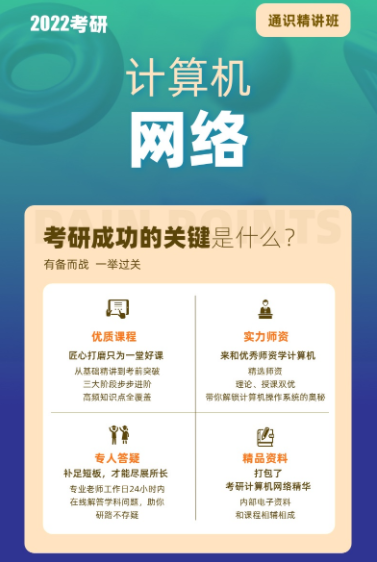 2022考研
通识精讲班
计算机
网络
PAIN POINTS
考研成功的关键是什么？
有备而战 一举过关
优质课程
匠心打磨只为一堂好课
从基础精讲到考前突破
三大阶段步步进阶
高频知识点全覆盖
实力师资
来和优秀师资学计算机
精选师资
理论、授课双优
带你解锁计算机操作系统的奥秘
专人答疑
补足短板，才能尽展所长
专业老师工作日24小时内
在线解答学科问题，助你
研路不存疑
精品资料
打包了
考研计算机网络精华
内部电子资料
和课程相辅相成